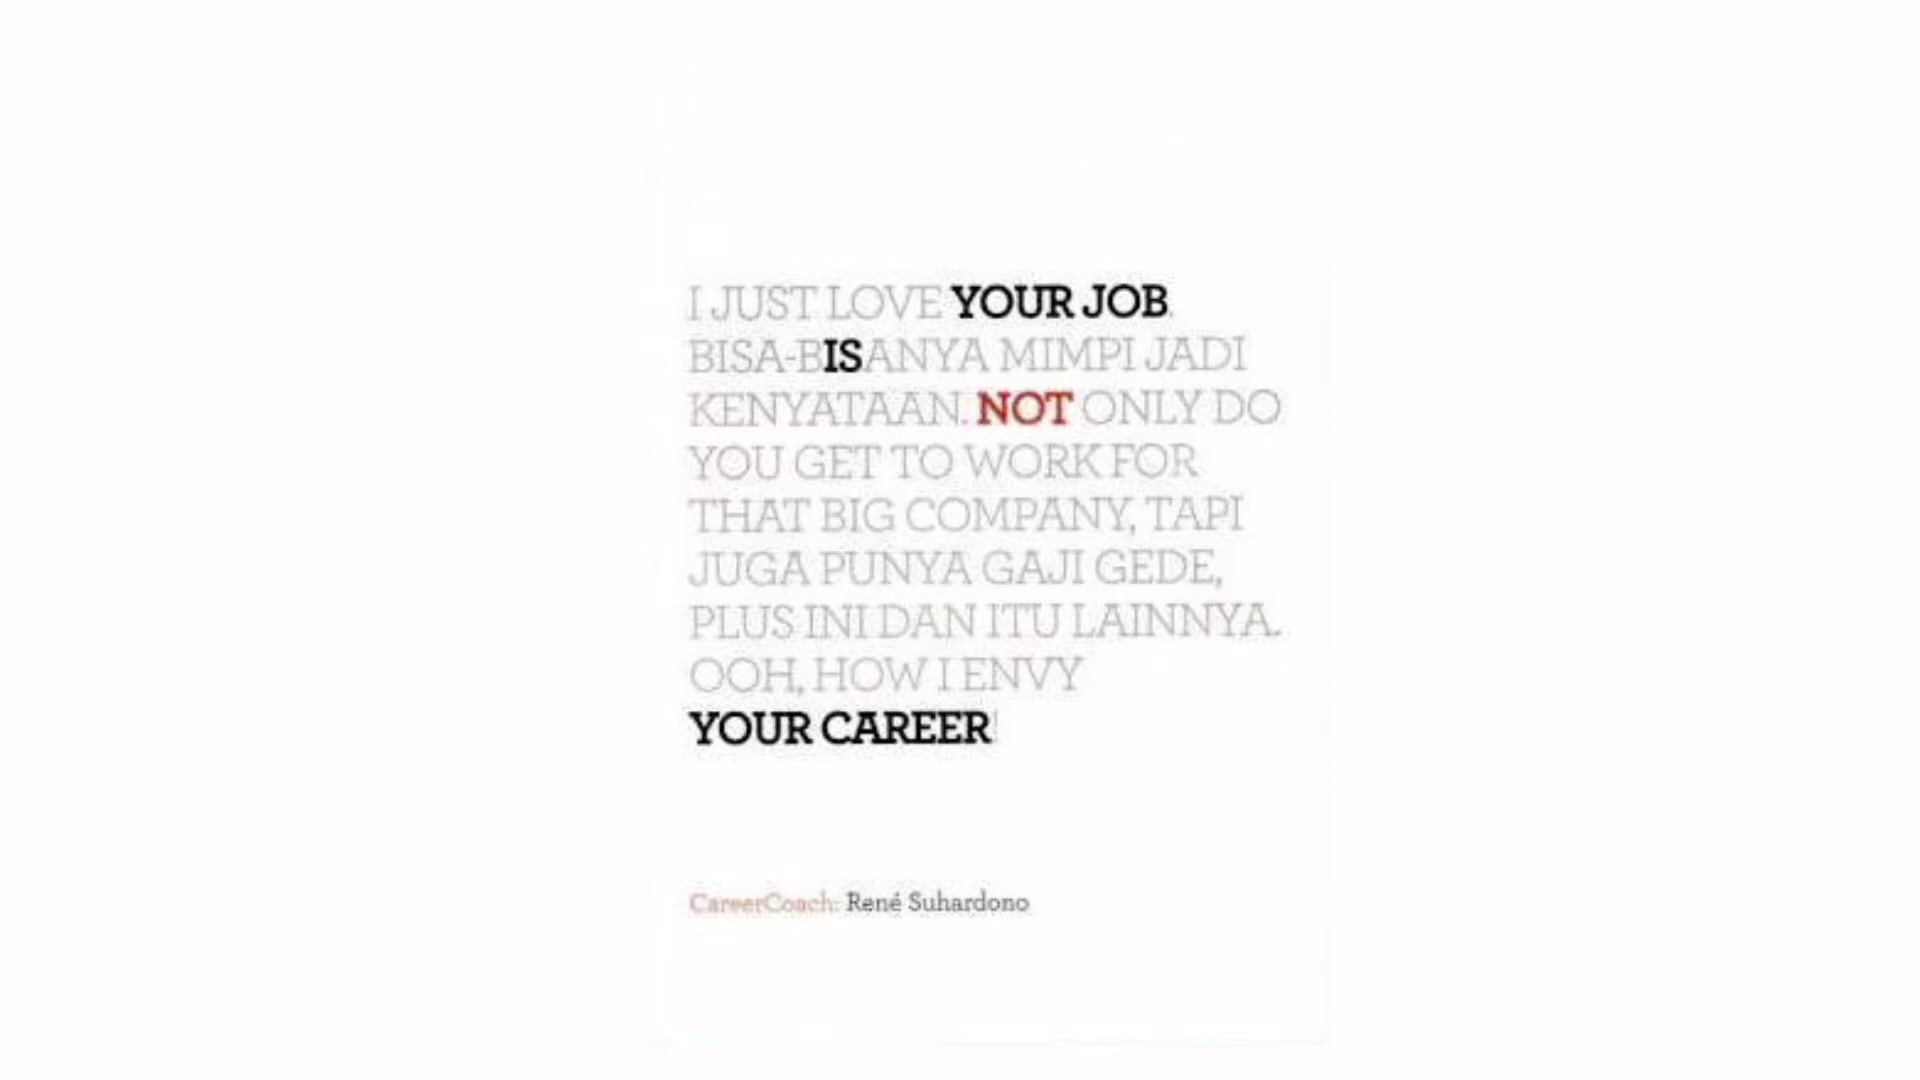 I JUST LOVE YOUR JOB.
BISA-BISANYA MIMPI JADI
KENYATAAN. NOT ONLY DO
YOU GET TO WORK FOR
THAT BIG COMPANY, TAPI
JUGA PUNYA GAJI GEDE,
PLUS INI DAN ITU LAINNYA.
OOH, HOW I ENVY
YOUR CAREER!
CareerCoach: René Suhardono